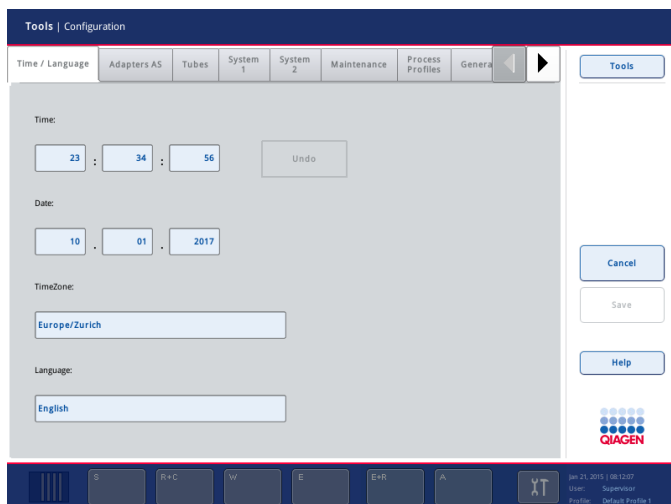 Tools | Configuration
Time / Language
Adapters AS
Tubes
System
1
System
2
Maintenance
Process
Profiles
Genera
Tools
Time:
23 : 34 : 56
Undo
Date:
10 . 01 . 2017
TimeZone:
Europe/Zurich
Language:
English
Cancel
Save
Help
QIAGEN
S
R+C
W
E
E+R
A
Jan 21, 2015 | 08:12:07
User: Supervisor
Profile: Default Profile 1